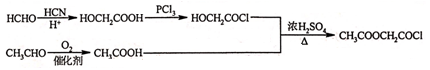 HCHO HCN H⁺ HOCH₂COOH PCl₃ HOCH₂COCl
浓H₂SO₄ △ CH₃COOCH₂COCl
CH₃CHO O₂ 催化剂 CH₃COOH